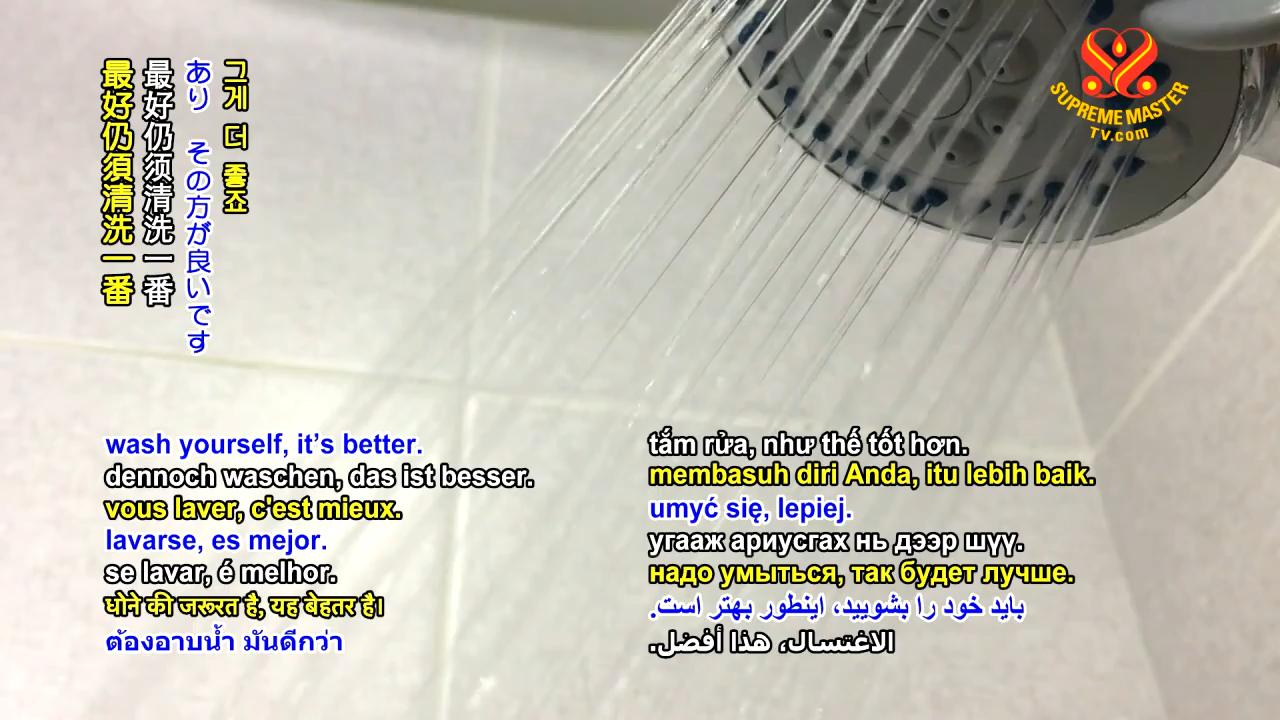 最好仍須清洗一番
最好仍须清洗一番
あり その方が良いです
그게 더 좋죠
SUPREME MASTER
TV.com
wash yourself, it’s better.
dennoch waschen, das ist besser.
vous laver, c'est mieux.
lavarse, es mejor.
se lavar, é melhor.
धोने की जरूरत है, यह बेहतर है।
ต้องอาบน้ำ มันดีกว่า
tắm rửa, như thế tốt hơn.
membasuh diri Anda, itu lebih baik.
umyć się, lepiej.
угааж ариусгах нь дээр шүү.
надо умыться, так будет лучше.
باید خود را بشویید، اینطور بهتر است.
الاغتسال، هذا أفضل.